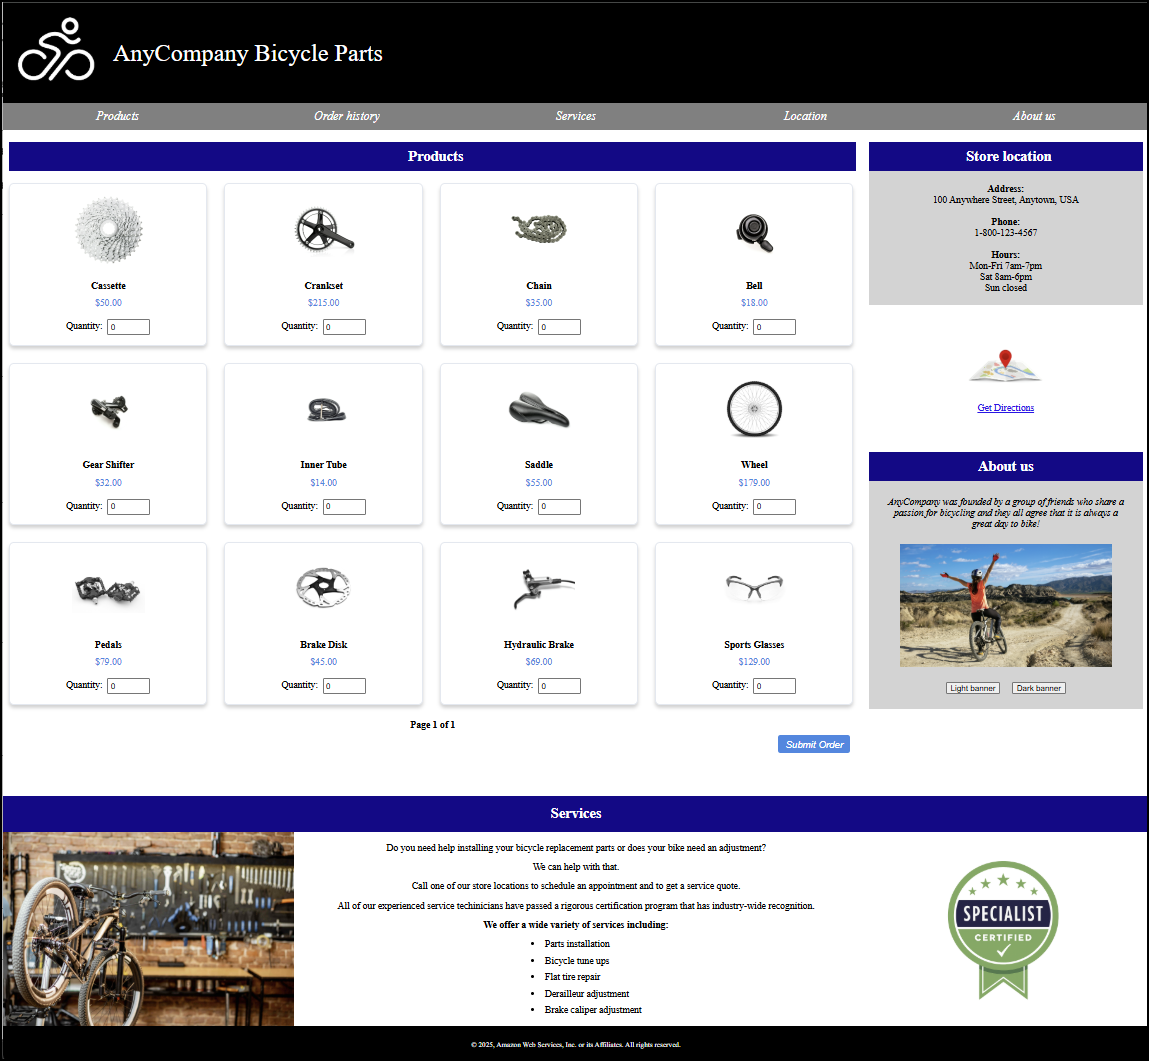 AnyCompany Bicycle Parts
Products
Order history
Services
Location
About us
Products
Cassette
$50.00
Quantity: 0
Crankset
$215.00
Quantity: 0
Chain
$35.00
Quantity: 0
Bell
$18.00
Quantity: 0
Gear Shifter
$32.00
Quantity: 0
Inner Tube
$14.00
Quantity: 0
Saddle
$55.00
Quantity: 0
Wheel
$179.00
Quantity: 0
Pedals
$79.00
Quantity: 0
Brake Disk
$45.00
Quantity: 0
Hydraulic Brake
$69.00
Quantity: 0
Sports Glasses
$129.00
Quantity: 0
Page 1 of 1
Submit Order
Store location
Address:
100 Anywhere Street, Anytown, USA
Phone:
1-800-123-4567
Hours:
Mon-Fri 7am-7pm
Sat 8am-6pm
Sun closed
Get Directions
About us
AnyCompany was founded by a group of friends who share a
passion for bicycling and they all agree that it is always a
great day to bike!
Light banner
Dark banner
Services
Do you need help installing your bicycle replacement parts or does your bike need an adjustment?
We can help with that.
Call one of our store locations to schedule an appointment and to get a service quote.
All of our experienced service techinicians have passed a rigorous certification program that has industry-wide recognition.
We offer a wide variety of services including:
• Parts installation
• Bicycle tune ups
• Flat tire repair
• Derailleur adjustment
• Brake caliper adjustment
SPECIALIST
CERTIFIED
© 2025, Amazon Web Services, Inc. or its Affiliates. All rights reserved.